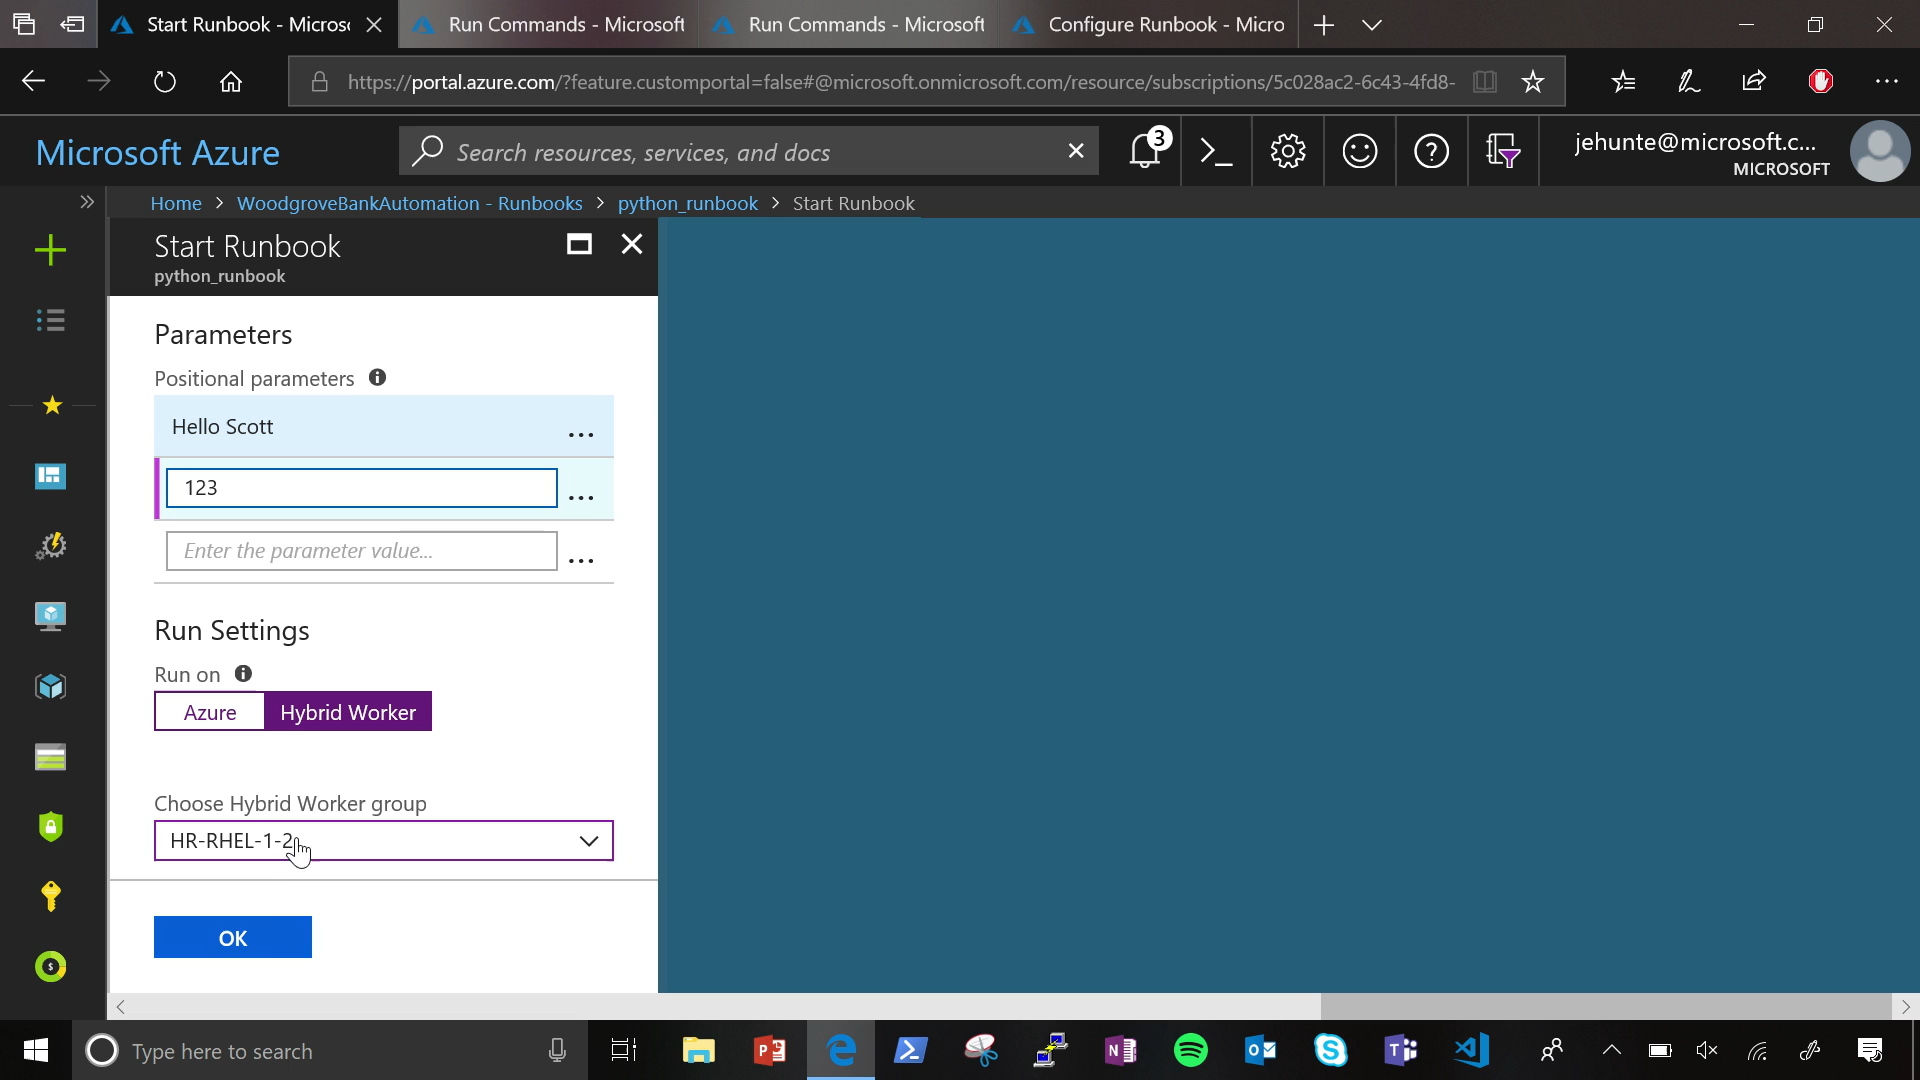 Start Runbook - Micros
Run Commands - Microsoft
Run Commands - Microsoft
Configure Runbook - Micro
https://portal.azure.com/?feature.customportal=false#@microsoft.onmicrosoft.com/resource/subscriptions/5c028ac2-6c43-4fd8-
Microsoft Azure
Search resources, services, and docs
3
jehunte@microsoft.c...
MICROSOFT
Home > WoodgroveBankAutomation - Runbooks > python_runbook > Start Runbook
Start Runbook
python_runbook
Parameters
Positional parameters
Hello Scott
123
Enter the parameter value...
Run Settings
Run on
Azure
Hybrid Worker
Choose Hybrid Worker group
HR-RHEL-1-2
OK
Type here to search